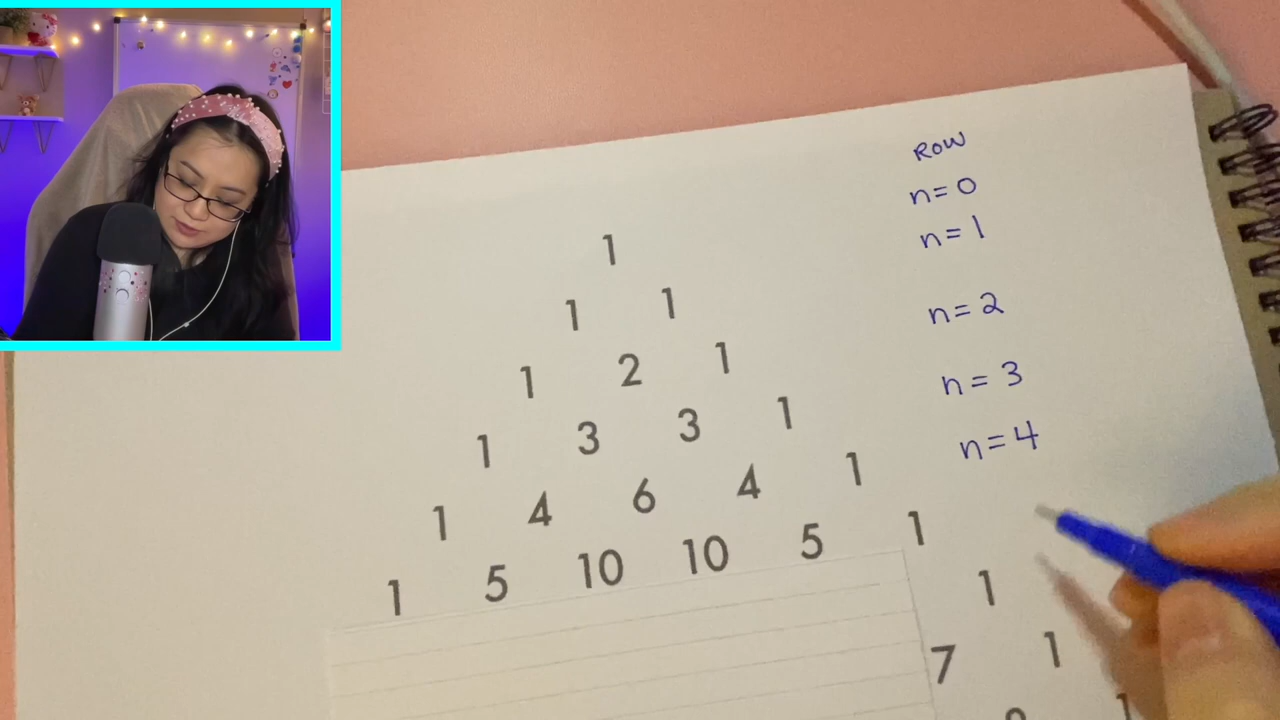 ROW
n=0
1
n=1
1 1
n=2
1 2 1
n=3
1 3 3 1
n=4
1 4 6 4 1
1 5 10 10 5 1
1
7 1